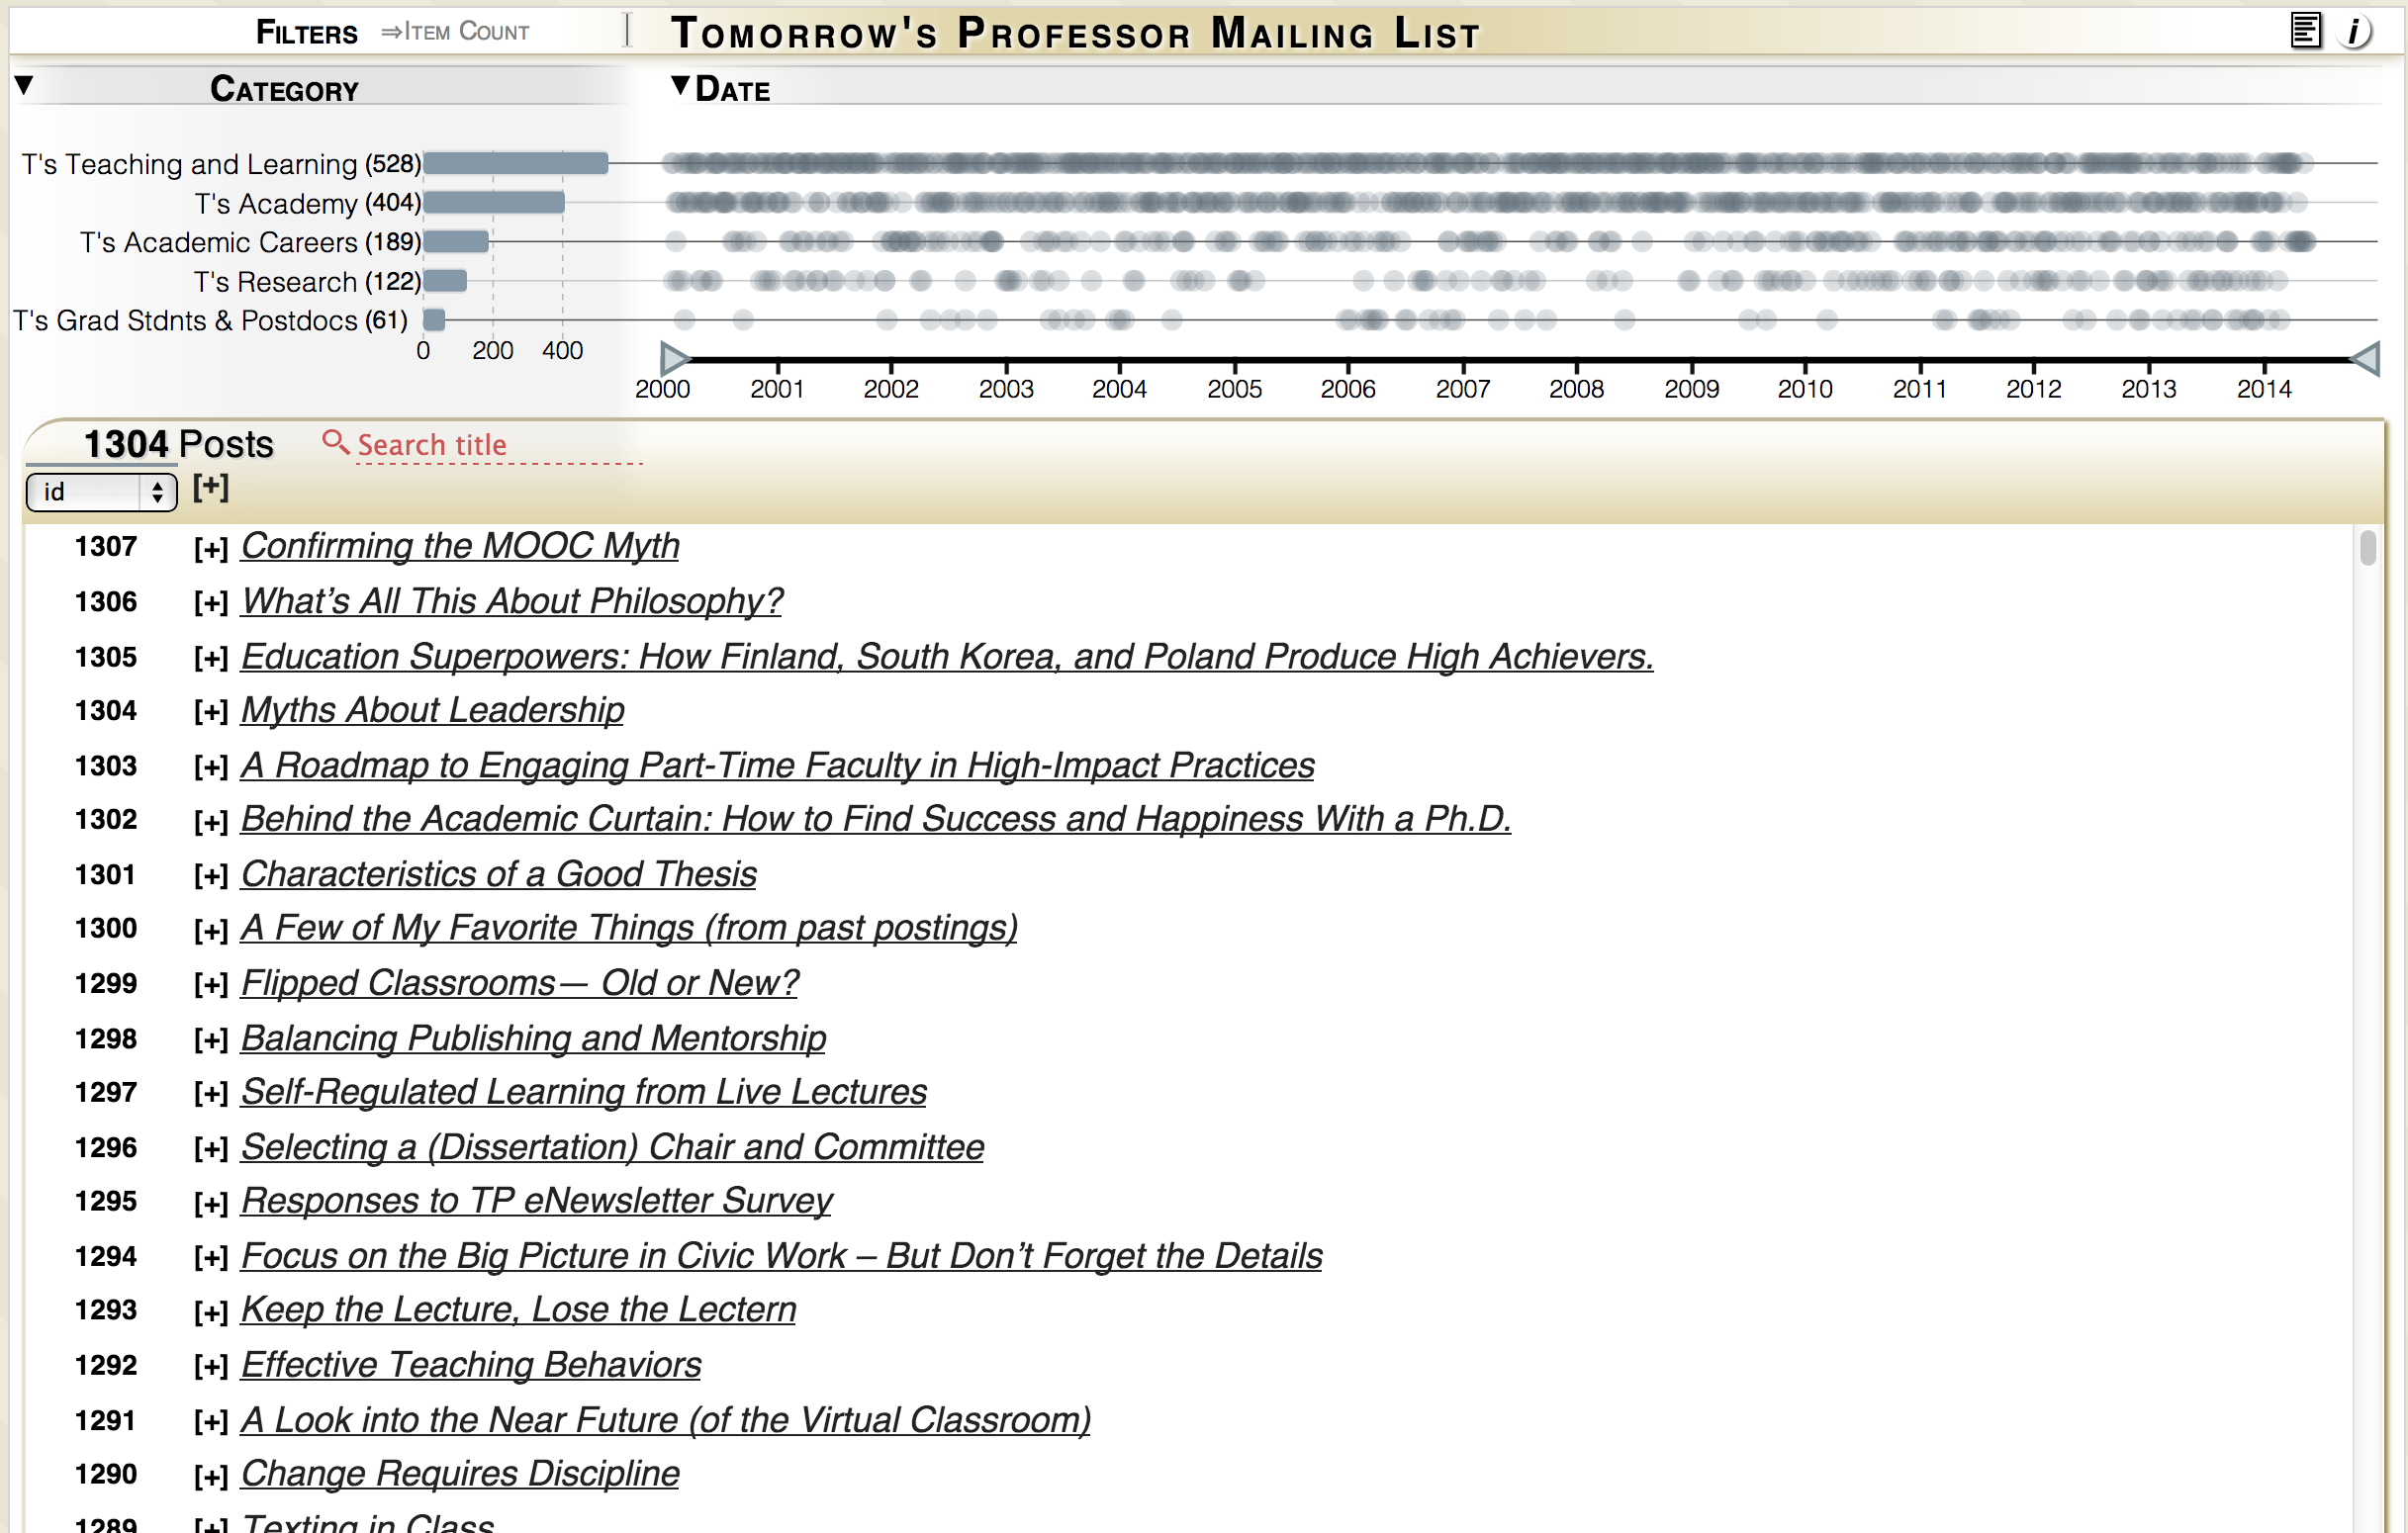 FILTERS ⇒ITEM COUNT TOMORROW'S PROFESSOR MAILING LIST i
▼ CATEGORY ▼DATE
T's Teaching and Learning (528)
T's Academy (404)
T's Academic Careers (189)
T's Research (122)
T's Grad Stdnts & Postdocs (61)
0 200 400
2000 2001 2002 2003 2004 2005 2006 2007 2008 2009 2010 2011 2012 2013 2014
1304 Posts Search title
id [+]
1307 [+] Confirming the MOOC Myth
1306 [+] What’s All This About Philosophy?
1305 [+] Education Superpowers: How Finland, South Korea, and Poland Produce High Achievers.
1304 [+] Myths About Leadership
1303 [+] A Roadmap to Engaging Part-Time Faculty in High-Impact Practices
1302 [+] Behind the Academic Curtain: How to Find Success and Happiness With a Ph.D.
1301 [+] Characteristics of a Good Thesis
1300 [+] A Few of My Favorite Things (from past postings)
1299 [+] Flipped Classrooms— Old or New?
1298 [+] Balancing Publishing and Mentorship
1297 [+] Self-Regulated Learning from Live Lectures
1296 [+] Selecting a (Dissertation) Chair and Committee
1295 [+] Responses to TP eNewsletter Survey
1294 [+] Focus on the Big Picture in Civic Work – But Don’t Forget the Details
1293 [+] Keep the Lecture, Lose the Lectern
1292 [+] Effective Teaching Behaviors
1291 [+] A Look into the Near Future (of the Virtual Classroom)
1290 [+] Change Requires Discipline
1289 [+] Texting in Class